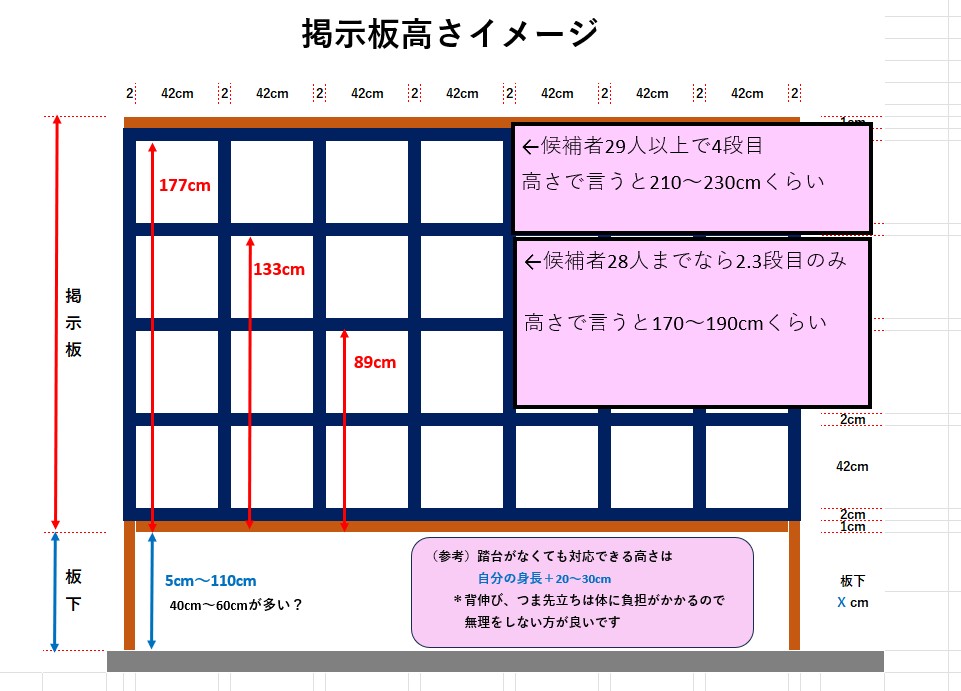 掲示板高さイメージ
2 42cm 2 42cm 2 42cm 2 42cm 2 42cm 2 42cm 2 42cm 2
1cm
←候補者29人以上で4段目
高さで言うと210～230cmくらい
177cm
←候補者28人までなら2.3段目のみ
133cm
掲示板
高さで言うと170～190cmくらい
89cm
2cm
42cm
2cm
1cm
板下
5cm～110cm
40cm～60cmが多い？
（参考）踏台がなくても対応できる高さは
自分の身長＋20～30cm
＊背伸び、つま先立ちは体に負担がかかるので
無理をしない方が良いです
板下
X cm